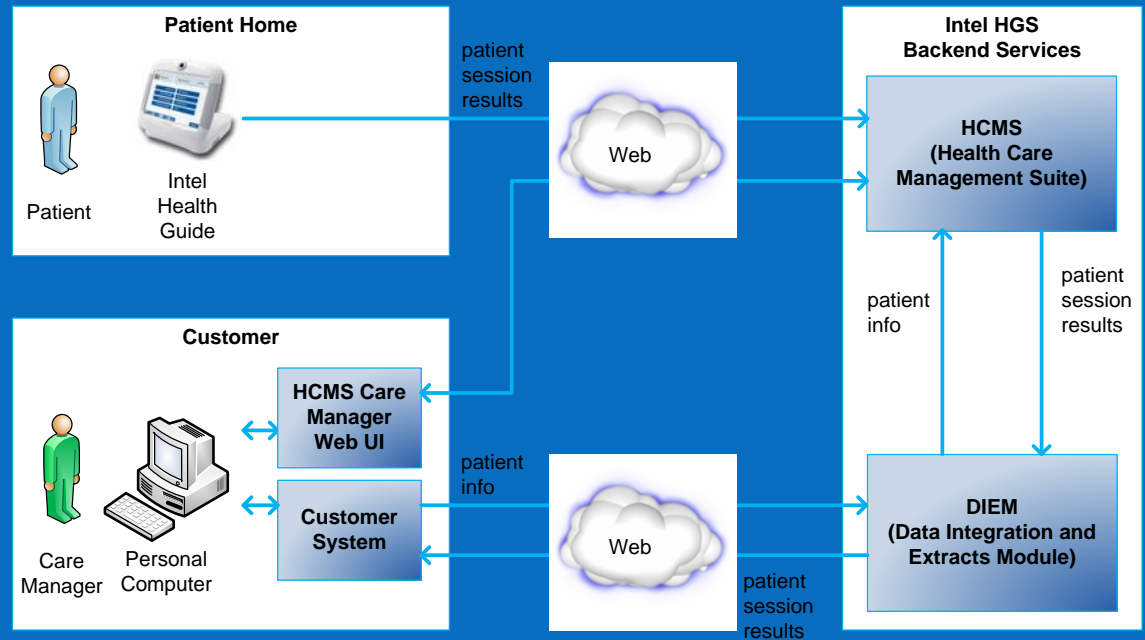 Patient Home
Patient
Intel
Health
Guide
patient
session
results
Web
Intel HGS
Backend Services
HCMS
(Health Care
Management Suite)
patient
info
patient
session
results
Customer
HCMS Care
Manager
Web UI
Customer
System
Care
Manager
Personal
Computer
patient
info
Web
patient
session
results
DIEM
(Data Integration and
Extracts Module)